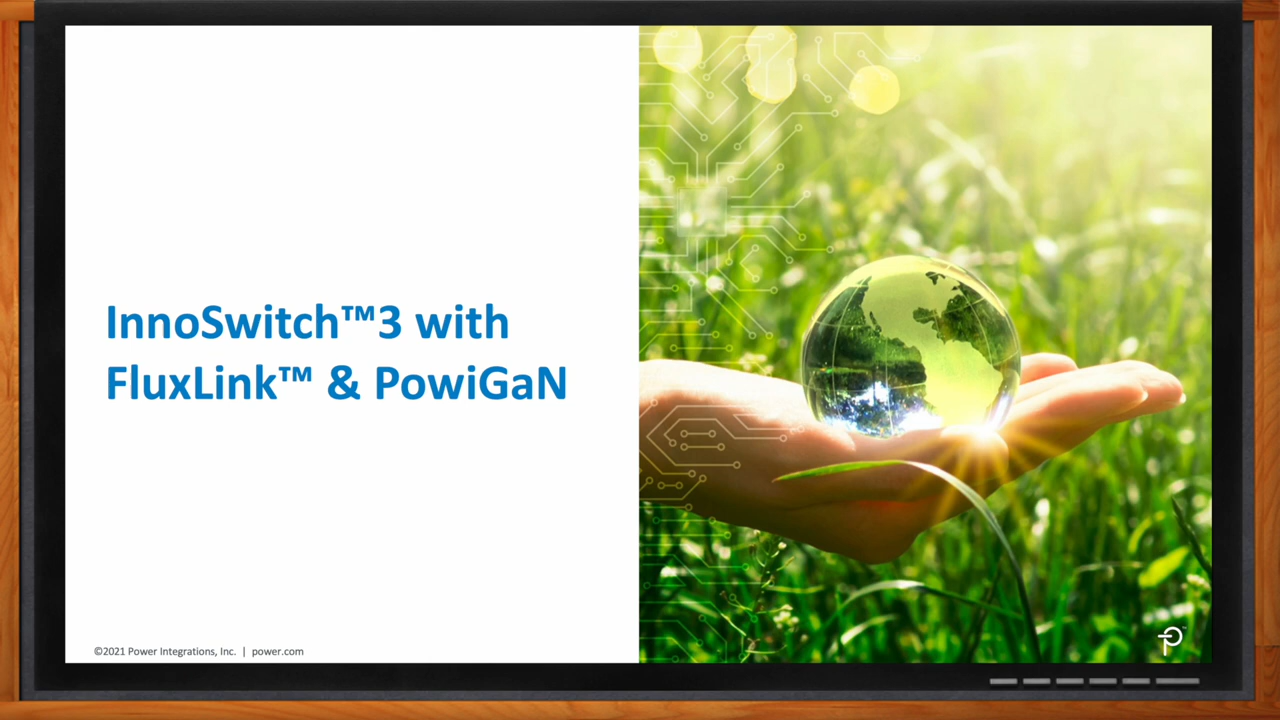 InnoSwitch™3 with
FluxLink™ & PowiGaN
©2021 Power Integrations, Inc. | power.com